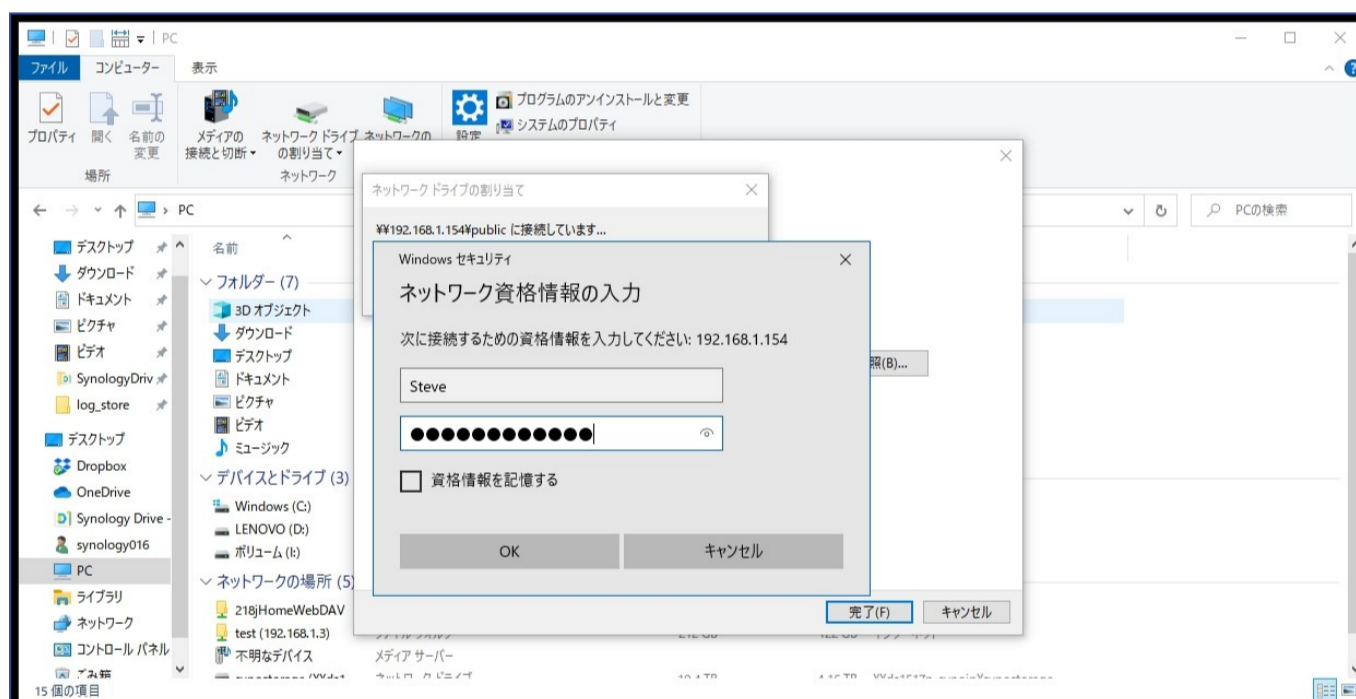 PC
ファイル コンピューター 表示
プロパティ 開く 名前の変更 メディアの接続と切断 ネットワーク ドライブの割り当て ネットワークの 設定
プログラムのアンインストールと変更
システムのプロパティ
場所 ネットワーク
PC
PCの検索
デスクトップ
ダウンロード
ドキュメント
ピクチャ
ビデオ
SynologyDriv
log_store
デスクトップ
Dropbox
OneDrive
Synology Drive -
synology016
PC
ライブラリ
ネットワーク
コントロール パネル
ごみ箱
15 個の項目
名前
フォルダー (7)
3D オブジェクト
ダウンロード
デスクトップ
ドキュメント
ピクチャ
ビデオ
ミュージック
デバイスとドライブ (3)
Windows (C:)
LENOVO (D:)
ボリューム (I:)
ネットワークの場所 (5)
218jHomeWebDAV
test (192.168.1.3)
不明なデバイス
メディア サーバー
ネットワーク ドライブの割り当て
¥¥192.168.1.154¥public に接続しています...
Windows セキュリティ
ネットワーク資格情報の入力
次に接続するための資格情報を入力してください: 192.168.1.154
Steve
資格情報を記憶する
OK キャンセル
照(B)...
完了(F) キャンセル